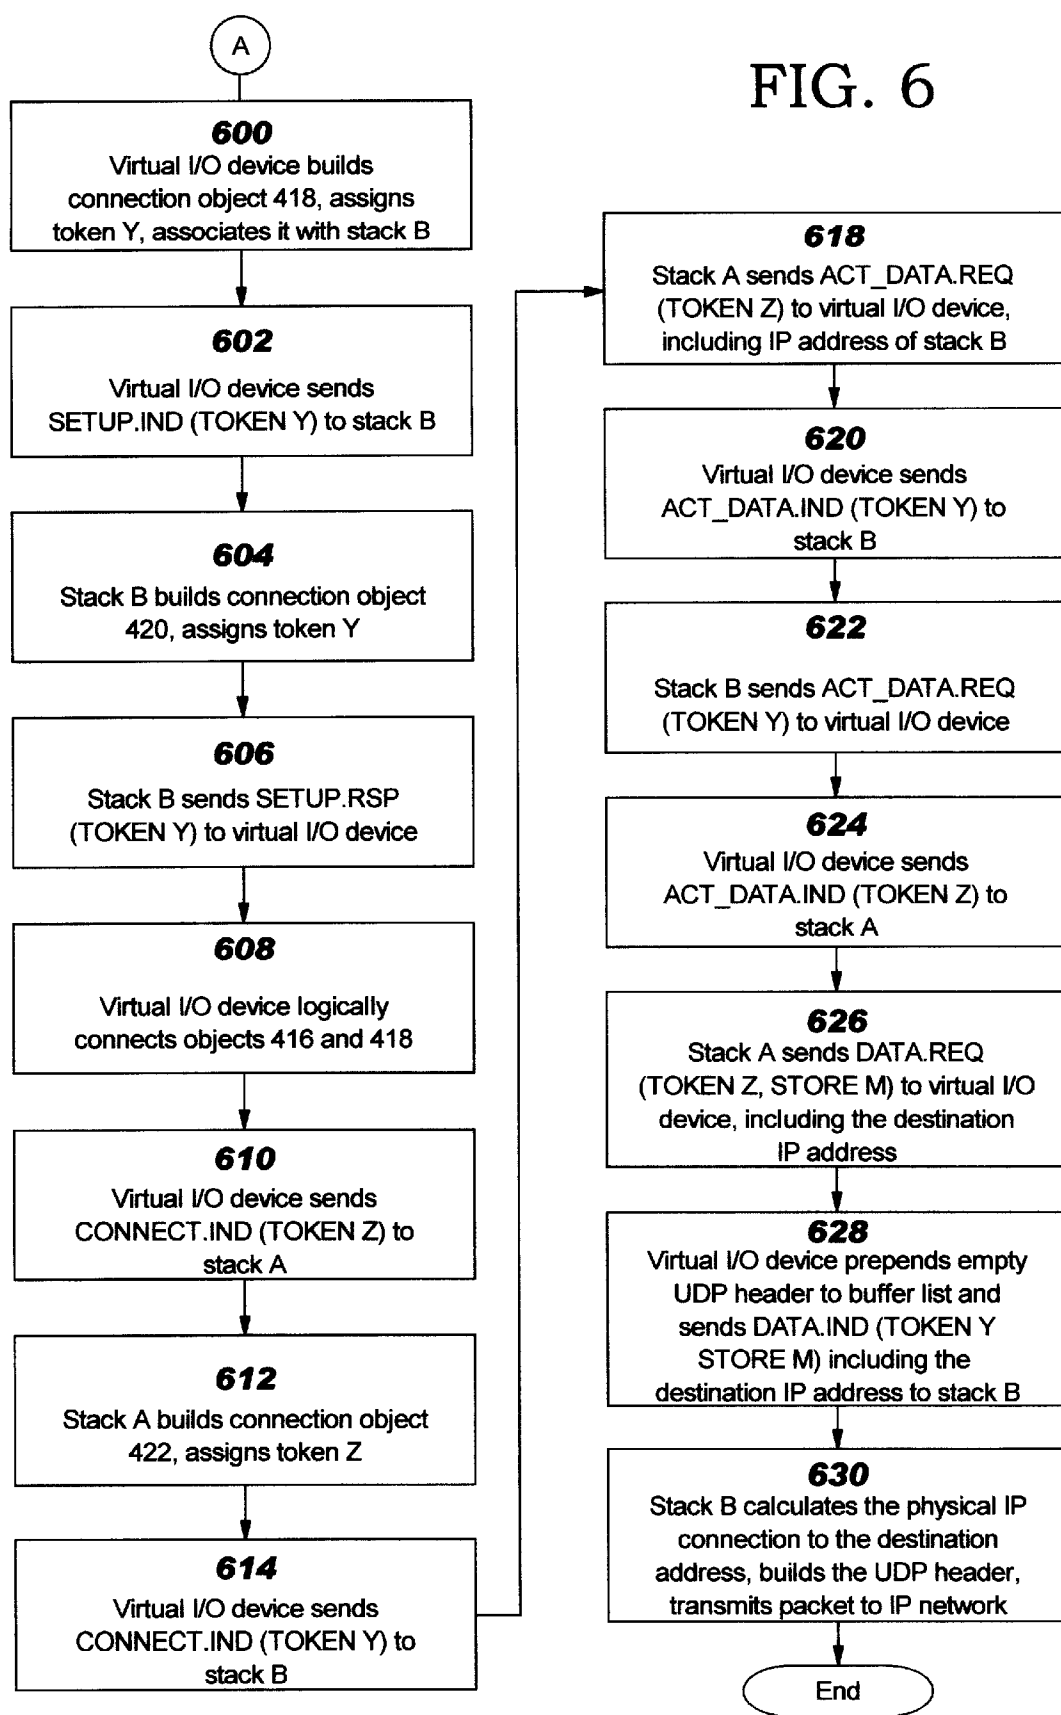 A
FIG. 6
600
Virtual I/O device builds
connection object 418, assigns
token Y, associates it with stack B
602
Virtual I/O device sends
SETUP.IND (TOKEN Y) to stack B
604
Stack B builds connection object
420, assigns token Y
606
Stack B sends SETUP.RSP
(TOKEN Y) to virtual I/O device
608
Virtual I/O device logically
connects objects 416 and 418
610
Virtual I/O device sends
CONNECT.IND (TOKEN Z) to
stack A
612
Stack A builds connection object
422, assigns token Z
614
Virtual I/O device sends
CONNECT.IND (TOKEN Y) to
stack B
618
Stack A sends ACT_DATA.REQ
(TOKEN Z) to virtual I/O device,
including IP address of stack B
620
Virtual I/O device sends
ACT_DATA.IND (TOKEN Y) to
stack B
622
Stack B sends ACT_DATA.REQ
(TOKEN Y) to virtual I/O device
624
Virtual I/O device sends
ACT_DATA.IND (TOKEN Z) to
stack A
626
Stack A sends DATA.REQ
(TOKEN Z, STORE M) to virtual I/O
device, including the destination
IP address
628
Virtual I/O device prepends empty
UDP header to buffer list and
sends DATA.IND (TOKEN Y
STORE M) including the
destination IP address to stack B
630
Stack B calculates the physical IP
connection to the destination
address, builds the UDP header,
transmits packet to IP network
End